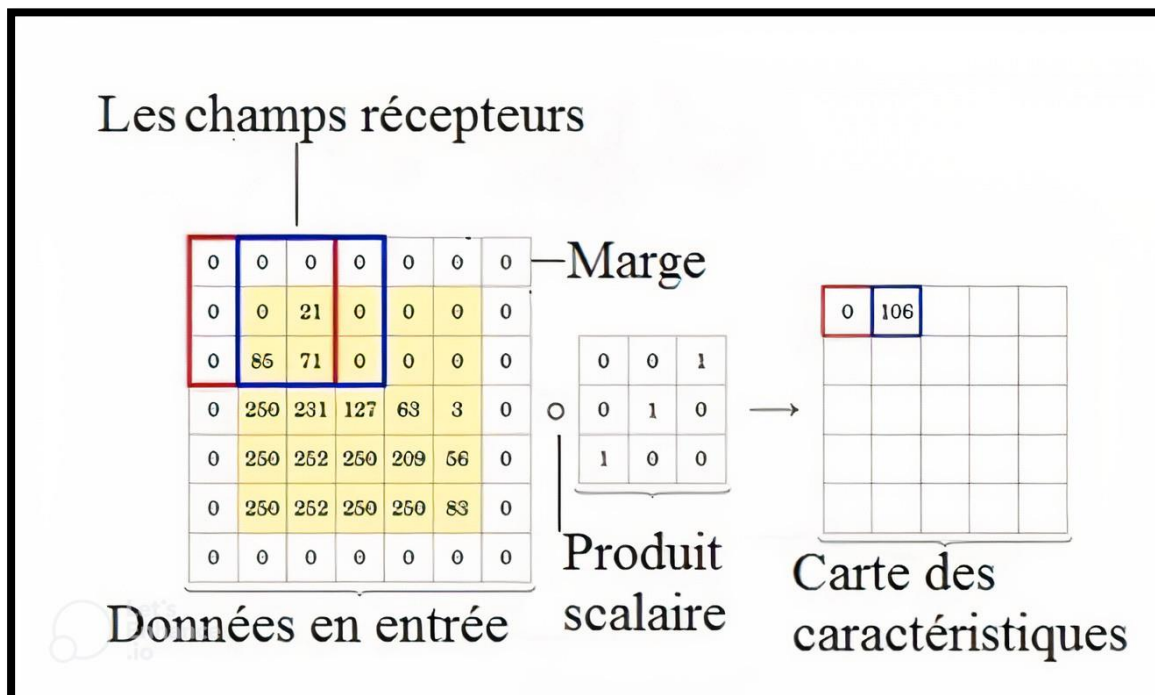 Les champs récepteurs
0 0 0 0 0 0 0
Marge
0 0 21 0 0 0 0
0 85 71 0 0 0 0
0 250 231 127 63 3 0
0 250 252 250 209 56 0
0 250 252 250 250 83 0
0 0 0 0 0 0 0
Données en entrée
0 0 1
0 1 0
1 0 0
Produit
scalaire
0 106
Carte des
caractéristiques
.io